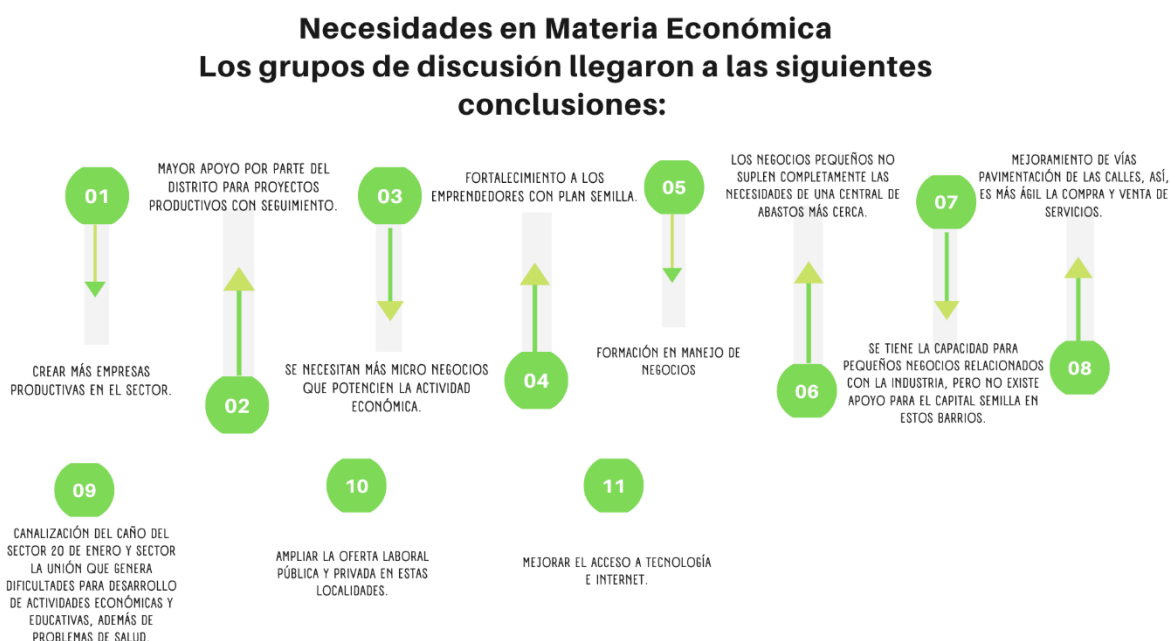 Necesidades en Materia Económica
Los grupos de discusión llegaron a las siguientes
conclusiones:
01
CREAR MÁS EMPRESAS
PRODUCTIVAS EN EL SECTOR.
MAYOR APOYO POR PARTE DEL
DISTRITO PARA PROYECTOS
PRODUCTIVOS CON SEGUIMIENTO.
02
03
SE NECESITAN MÁS MICRO NEGOCIOS
QUE POTENCIEN LA ACTIVIDAD
ECONÓMICA.
FORTALECIMIENTO A LOS
EMPRENDEDORES CON PLAN SEMILLA.
04
05
FORMACIÓN EN MANEJO DE
NEGOCIOS
LOS NEGOCIOS PEQUEÑOS NO
SUPLEN COMPLETAMENTE LAS
NECESIDADES DE UNA CENTRAL DE
ABASTOS MÁS CERCA.
06
07
SE TIENE LA CAPACIDAD PARA
PEQUEÑOS NEGOCIOS RELACIONADOS
CON LA INDUSTRIA, PERO NO EXISTE
APOYO PARA EL CAPITAL SEMILLA EN
ESTOS BARRIOS.
MEJORAMIENTO DE VÍAS
PAVIMENTACIÓN DE LAS CALLES, ASÍ,
ES MÁS ÁGIL LA COMPRA Y VENTA DE
SERVICIOS.
08
09
CANALIZACIÓN DEL CAÑO DEL
SECTOR 20 DE ENERO Y SECTOR
LA UNIÓN QUE GENERA
DIFICULTADES PARA DESARROLLO
DE ACTIVIDADES ECONÓMICAS Y
EDUCATIVAS, ADEMÁS DE
PROBLEMAS DE SALUD.
10
AMPLIAR LA OFERTA LABORAL
PÚBLICA Y PRIVADA EN ESTAS
LOCALIDADES.
11
MEJORAR EL ACCESO A TECNOLOGÍA
E INTERNET.